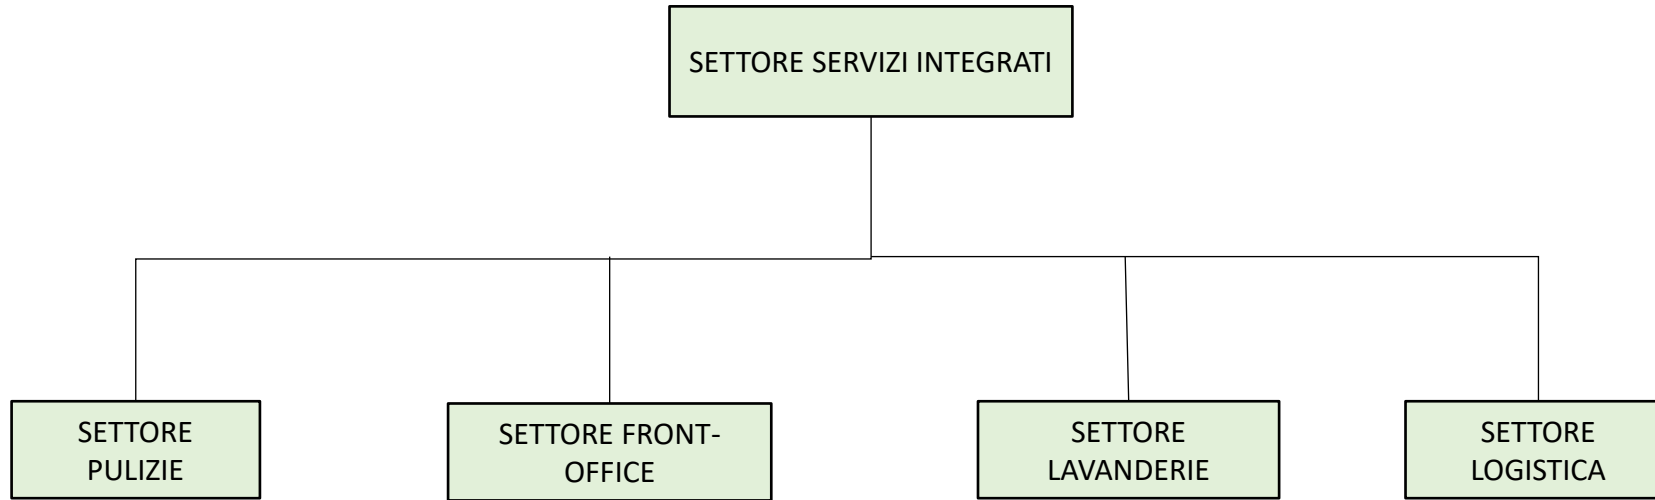 SETTORE SERVIZI INTEGRATI
SETTORE
PULIZIE
SETTORE FRONT-
OFFICE
SETTORE
LAVANDERIE
SETTORE
LOGISTICA